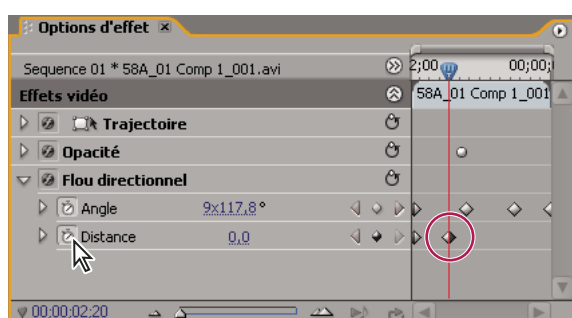 Options d'effet
Sequence 01 * 58A_01 Comp 1_001.avi 2;00 00;00;
Effets vidéo 58A_01 Comp 1_001
Trajectoire
Opacité
Flou directionnel
Angle 9x117,8 °
Distance 0,0
00;00;02;20